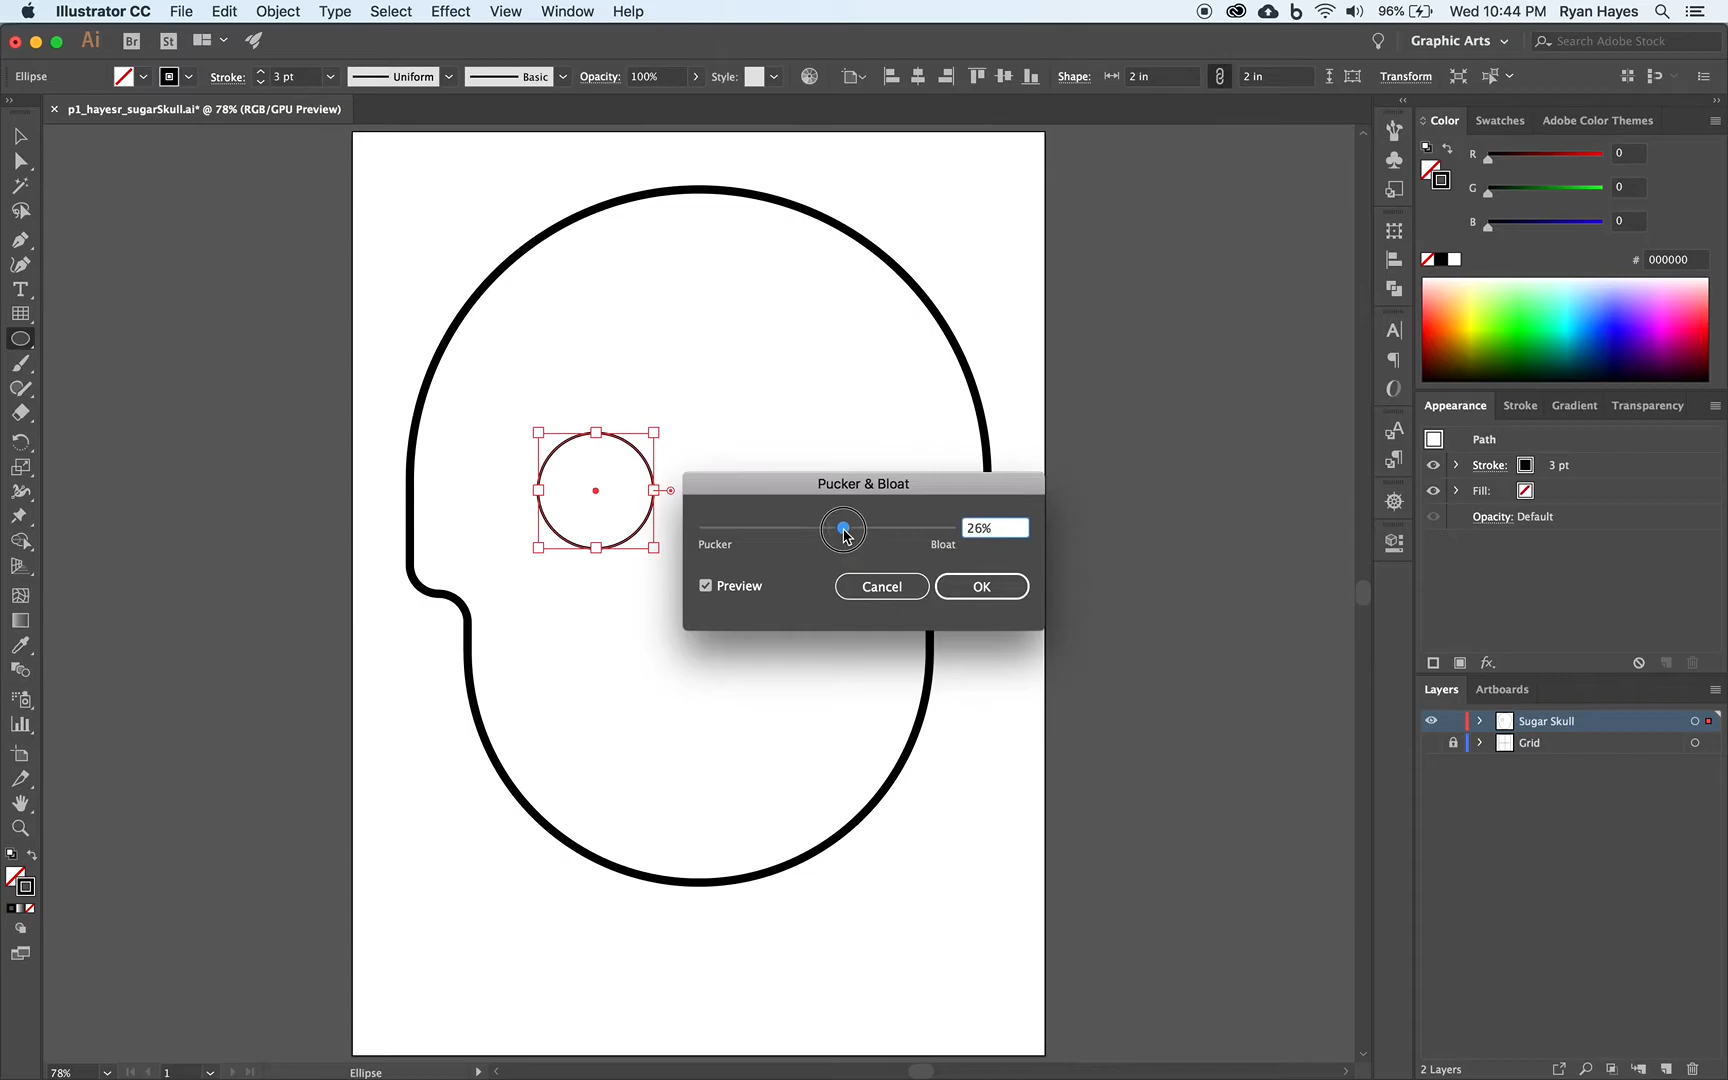 Illustrator CC File Edit Object Type Select Effect View Window Help 96% Wed 10:44 PM Ryan Hayes
Ai Br St Graphic Arts Search Adobe Stock
Ellipse Stroke: 3 pt Uniform Basic Opacity: 100% Style: Shape: 2 in 2 in Transform
× p1_hayesr_sugarSkull.ai* @ 78% (RGB/GPU Preview)
Color Swatches Adobe Color Themes
R 0
G 0
B 0
# 000000
Appearance Stroke Gradient Transparency
Path
Stroke: 3 pt
Fill:
Opacity: Default
fx
Pucker & Bloat
26%
Pucker Bloat
Preview Cancel OK
Layers Artboards
Sugar Skull
Grid
78% 1 Ellipse 2 Layers